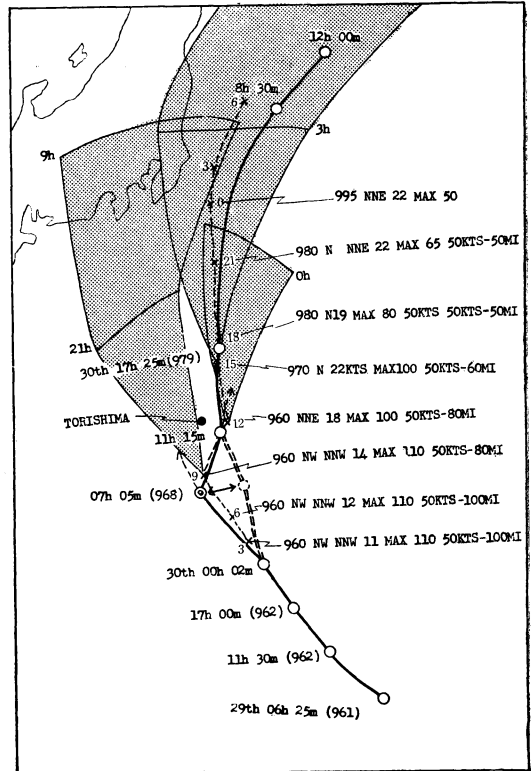 12h 00m
8h 30m
6
9h
3h
3
0
995 NNE 22 MAX 50
980 N NNE 22 MAX 65 50KTS-50MI
21
0h
980 N19 MAX 80 50KTS 50KTS-50MI
18
21h
30th 17h 25m(979)
15
970 N 22KTS MAX100 50KTS-60MI
TORISHIMA
12
960 NNE 18 MAX 100 50KTS-80MI
11h 15m
960 NW NNW 14 MAX 110 50KTS-80MI
9
07h 05m (968)
960 NW NNW 12 MAX 110 50KTS-100MI
6
3
960 NW NNW 11 MAX 110 50KTS-100MI
30th 00h 02m
17h 00m (962)
11h 30m (962)
29th 06h 25m (961)